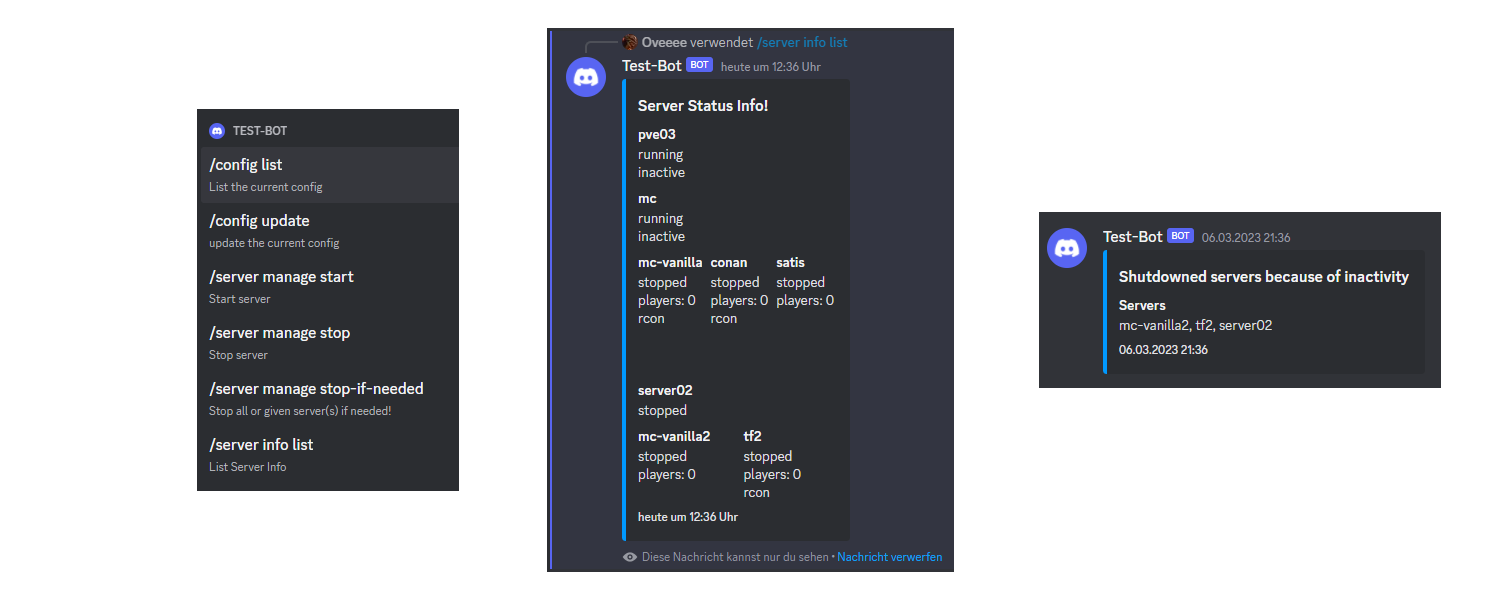 TEST-BOT
/config list
List the current config
/config update
update the current config
/server manage start
Start server
/server manage stop
Stop server
/server manage stop-if-needed
Stop all or given server(s) if needed!
/server info list
List Server Info
Oveeee verwendet /server info list
Test-Bot BOT heute um 12:36 Uhr
Server Status Info!
pve03
running
inactive
mc
running
inactive
mc-vanilla conan satis
stopped stopped stopped
players: 0 players: 0 players: 0
rcon rcon
server02
stopped
mc-vanilla2 tf2
stopped stopped
players: 0 players: 0
rcon
heute um 12:36 Uhr
Diese Nachricht kannst nur du sehen • Nachricht verwerfen
Test-Bot BOT 06.03.2023 21:36
Shutdowned servers because of inactivity
Servers
mc-vanilla2, tf2, server02
06.03.2023 21:36